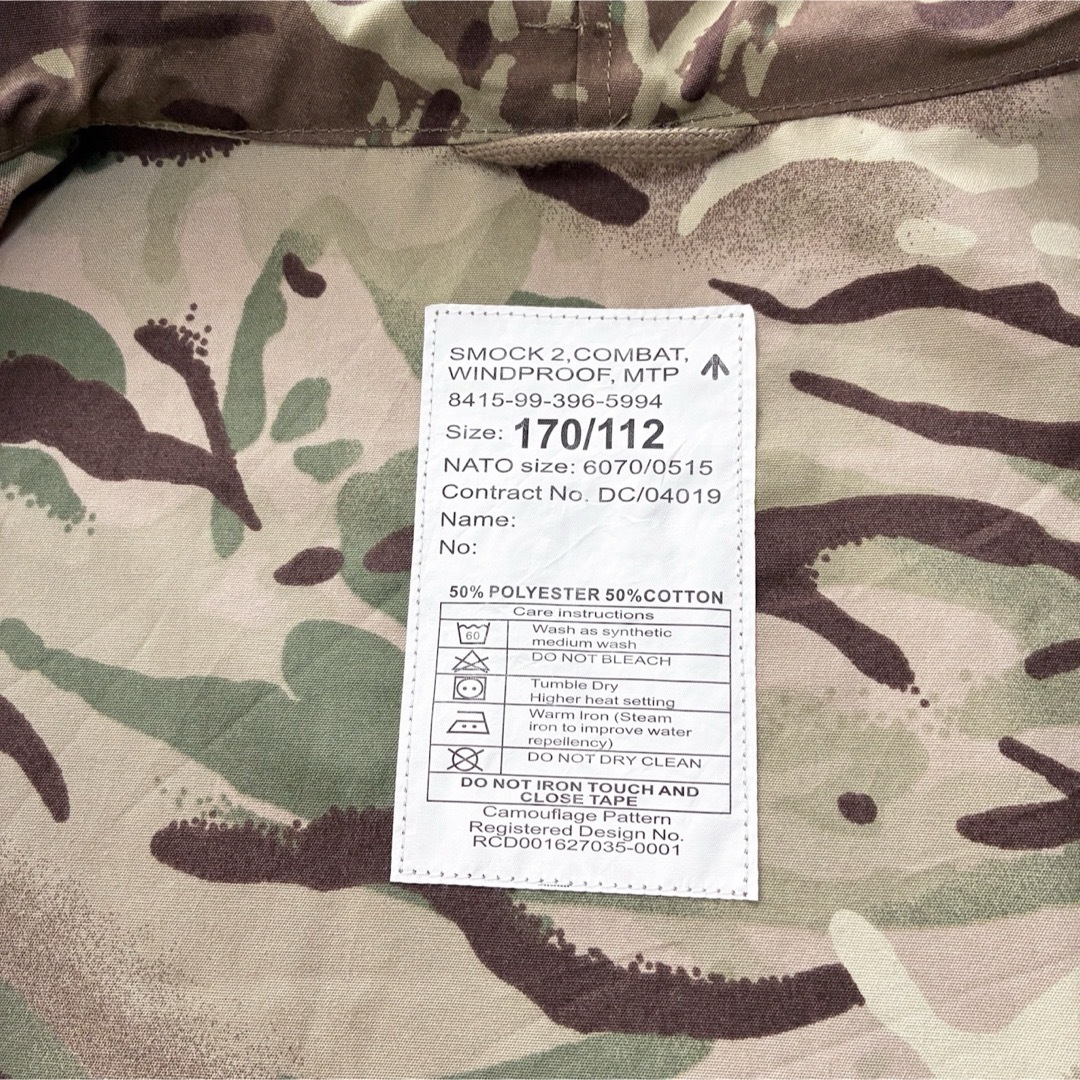 SMOCK 2,COMBAT,
WINDPROOF, MTP
8415-99-396-5994
Size: 170/112
NATO size: 6070/0515
Contract No. DC/04019
Name:
No:
50% POLYESTER 50%COTTON
Care instructions
60
Wash as synthetic
medium wash
DO NOT BLEACH
Tumble Dry
Higher heat setting
Warm Iron (Steam
iron to improve water
repellency)
DO NOT DRY CLEAN
DO NOT IRON TOUCH AND
CLOSE TAPE
Camouflage Pattern
Registered Design No.
RCD001627035-0001